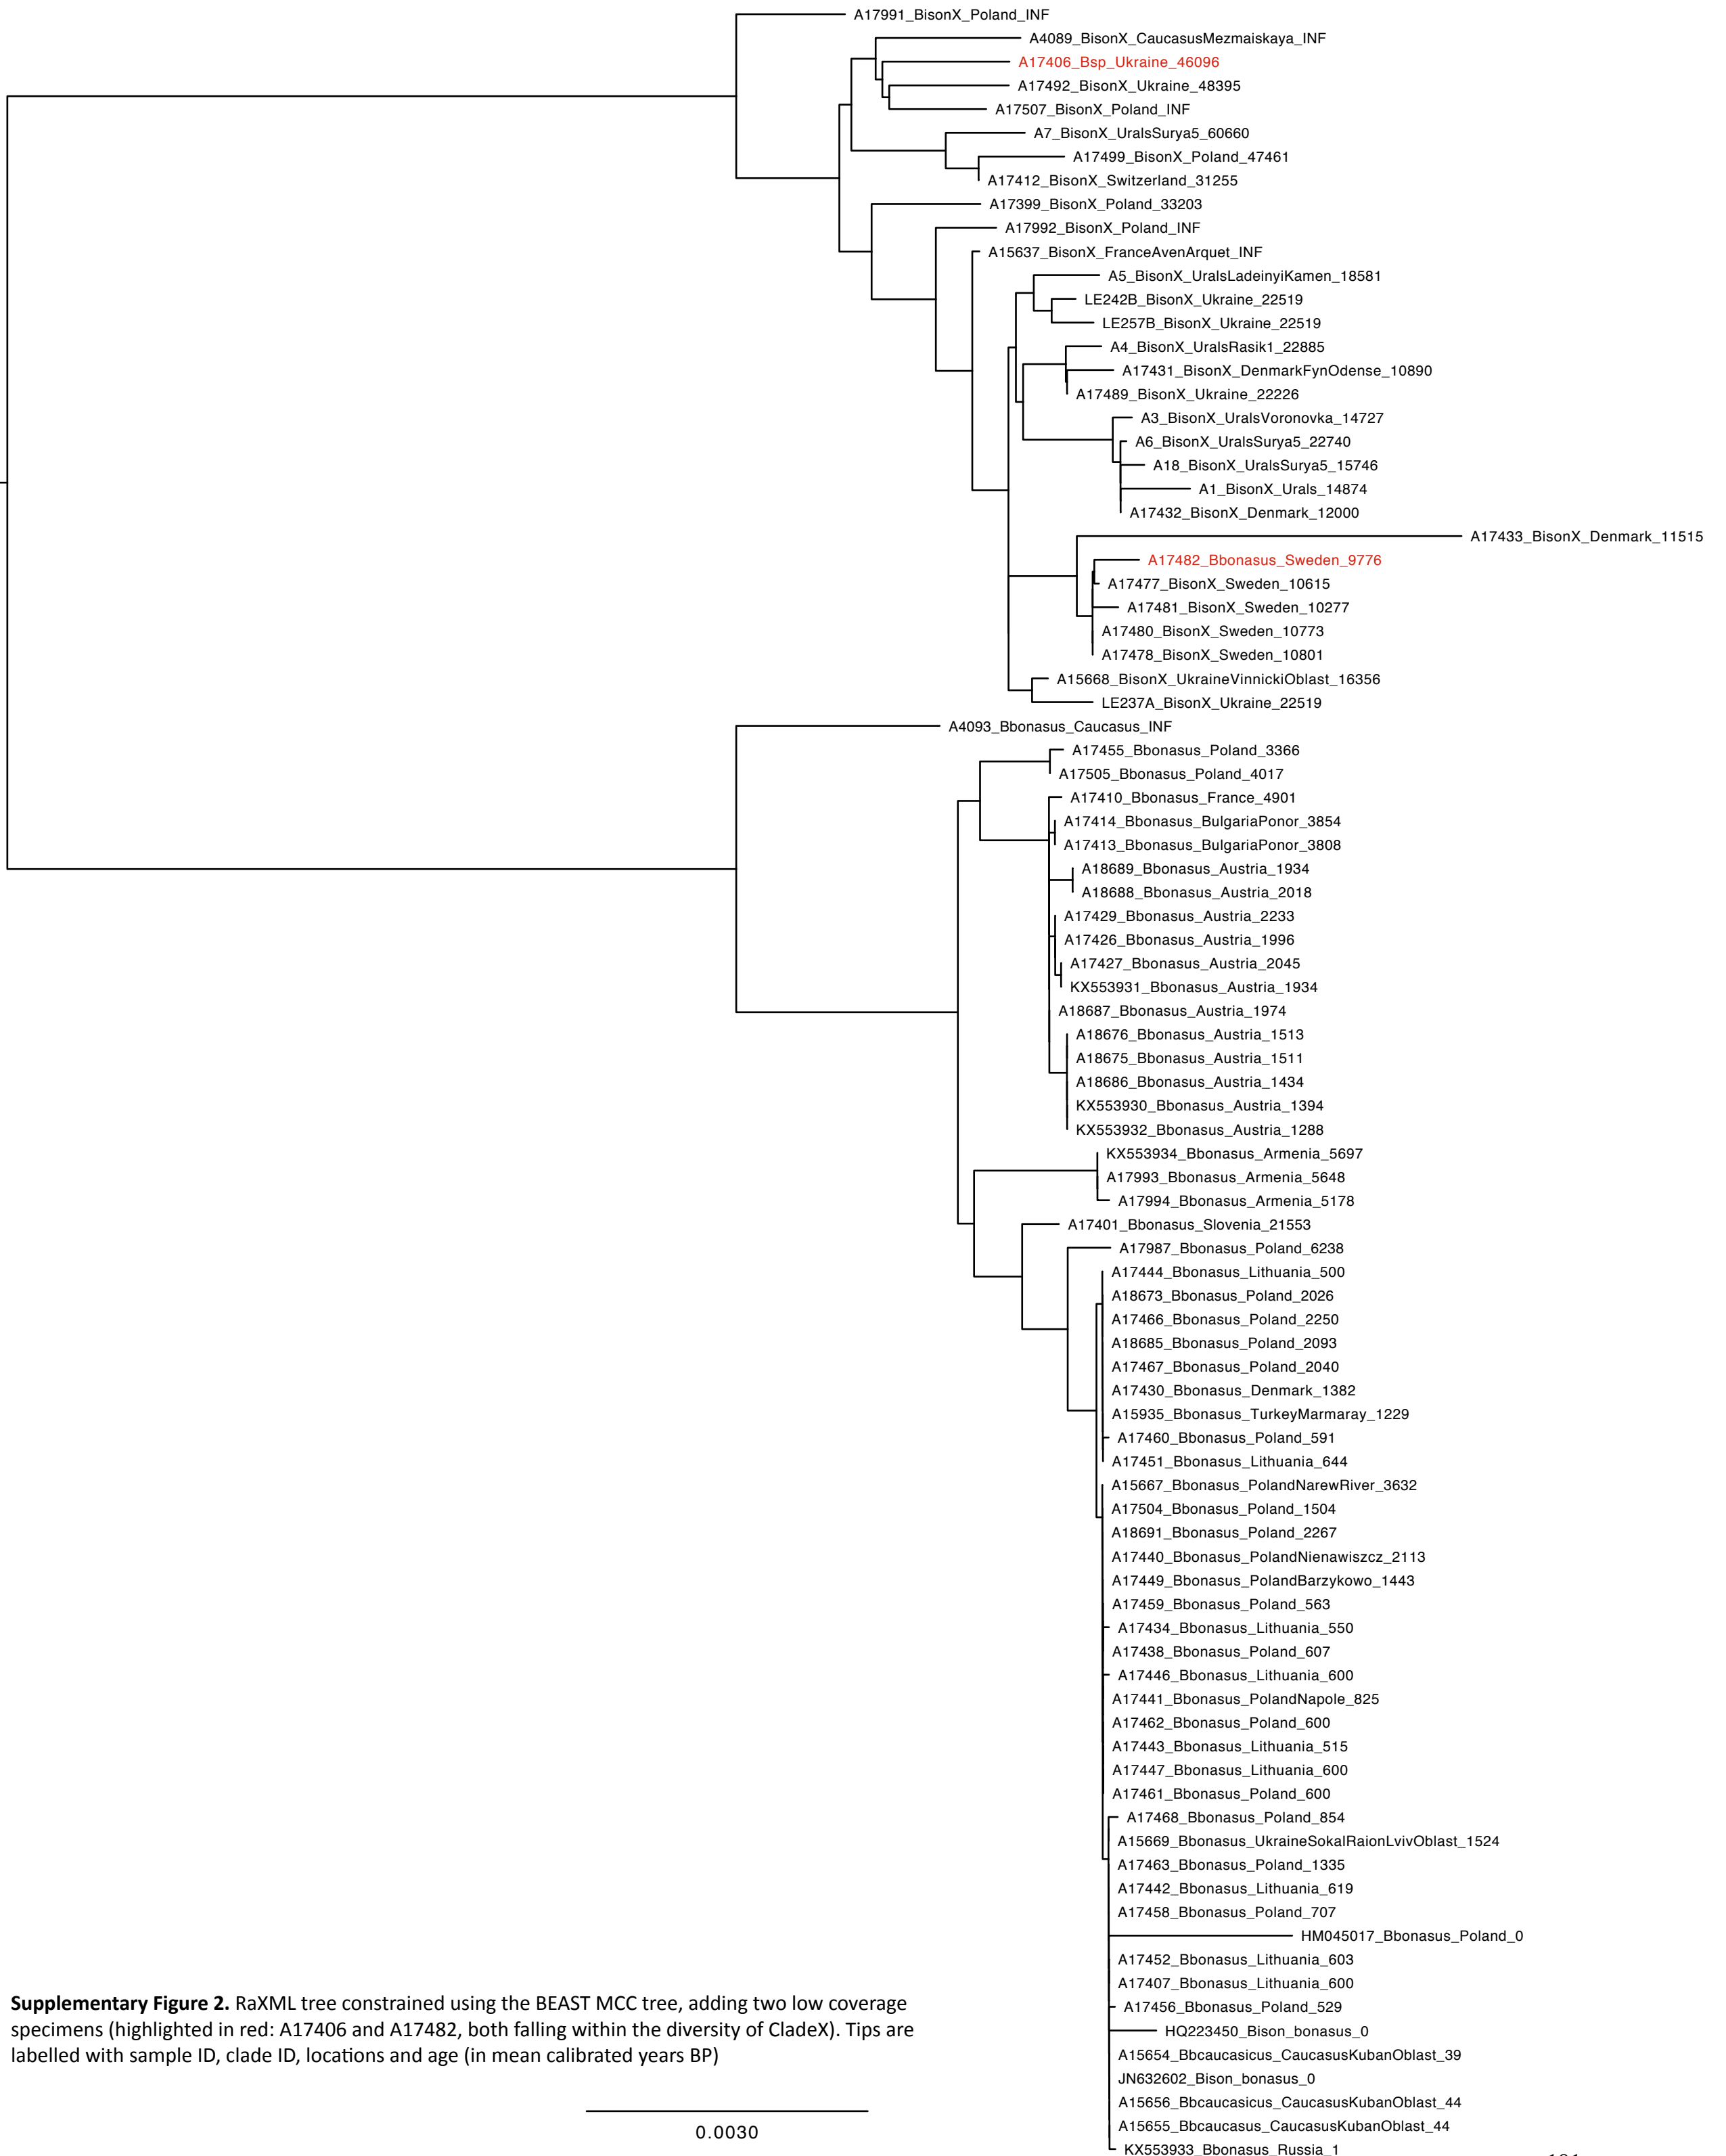 A17991_BisonX_Poland_INF
A4089_BisonX_CaucasusMezmaiskaya_INF
A17406_Bsp_Ukraine_46096
A17492_BisonX_Ukraine_48395
A17507_BisonX_Poland_INF
A7_BisonX_UralsSurya5_60660
A17499_BisonX_Poland_47461
A17412_BisonX_Switzerland_31255
A17399_BisonX_Poland_33203
A17992_BisonX_Poland_INF
A15637_BisonX_FranceAvenArquet_INF
A5_BisonX_UralsLadeinyiKamen_18581
LE242B_BisonX_Ukraine_22519
LE257B_BisonX_Ukraine_22519
A4_BisonX_UralsRasik1_22885
A17431_BisonX_DenmarkFynOdense_10890
A17489_BisonX_Ukraine_22226
A3_BisonX_UralsVoronovka_14727
A6_BisonX_UralsSurya5_22740
A18_BisonX_UralsSurya5_15746
A1_BisonX_Urals_14874
A17432_BisonX_Denmark_12000
A17433_BisonX_Denmark_11515
A17482_Bbonasus_Sweden_9776
A17477_BisonX_Sweden_10615
A17481_BisonX_Sweden_10277
A17480_BisonX_Sweden_10773
A17478_BisonX_Sweden_10801
A15668_BisonX_UkraineVinnickiOblast_16356
LE237A_BisonX_Ukraine_22519
A4093_Bbonasus_Caucasus_INF
A17455_Bbonasus_Poland_3366
A17505_Bbonasus_Poland_4017
A17410_Bbonasus_France_4901
A17414_Bbonasus_BulgariaPonor_3854
A17413_Bbonasus_BulgariaPonor_3808
A18689_Bbonasus_Austria_1934
A18688_Bbonasus_Austria_2018
A17429_Bbonasus_Austria_2233
A17426_Bbonasus_Austria_1996
A17427_Bbonasus_Austria_2045
KX553931_Bbonasus_Austria_1934
A18687_Bbonasus_Austria_1974
A18676_Bbonasus_Austria_1513
A18675_Bbonasus_Austria_1511
A18686_Bbonasus_Austria_1434
KX553930_Bbonasus_Austria_1394
KX553932_Bbonasus_Austria_1288
KX553934_Bbonasus_Armenia_5697
A17993_Bbonasus_Armenia_5648
A17994_Bbonasus_Armenia_5178
A17401_Bbonasus_Slovenia_21553
A17987_Bbonasus_Poland_6238
A17444_Bbonasus_Lithuania_500
A18673_Bbonasus_Poland_2026
A17466_Bbonasus_Poland_2250
A18685_Bbonasus_Poland_2093
A17467_Bbonasus_Poland_2040
A17430_Bbonasus_Denmark_1382
A15935_Bbonasus_TurkeyMarmaray_1229
A17460_Bbonasus_Poland_591
A17451_Bbonasus_Lithuania_644
A15667_Bbonasus_PolandNarewRiver_3632
A17504_Bbonasus_Poland_1504
A18691_Bbonasus_Poland_2267
A17440_Bbonasus_PolandNienawiszcz_2113
A17449_Bbonasus_PolandBarzykowo_1443
A17459_Bbonasus_Poland_563
A17434_Bbonasus_Lithuania_550
A17438_Bbonasus_Poland_607
A17446_Bbonasus_Lithuania_600
A17441_Bbonasus_PolandNapole_825
A17462_Bbonasus_Poland_600
A17443_Bbonasus_Lithuania_515
A17447_Bbonasus_Lithuania_600
A17461_Bbonasus_Poland_600
A17468_Bbonasus_Poland_854
A15669_Bbonasus_UkraineSokalRaionLvivOblast_1524
A17463_Bbonasus_Poland_1335
A17442_Bbonasus_Lithuania_619
A17458_Bbonasus_Poland_707
HM045017_Bbonasus_Poland_0
A17452_Bbonasus_Lithuania_603
A17407_Bbonasus_Lithuania_600
A17456_Bbonasus_Poland_529
HQ223450_Bison_bonasus_0
A15654_Bbcaucasicus_CaucasusKubanOblast_39
JN632602_Bison_bonasus_0
A15656_Bbcaucasicus_CaucasusKubanOblast_44
A15655_Bbcaucasus_CaucasusKubanOblast_44
KX553933_Bbonasus_Russia_1
Supplementary Figure 2. RaXML tree constrained using the BEAST MCC tree, adding two low coverage
specimens (highlighted in red: A17406 and A17482, both falling within the diversity of CladeX). Tips are
labelled with sample ID, clade ID, locations and age (in mean calibrated years BP)
0.0030